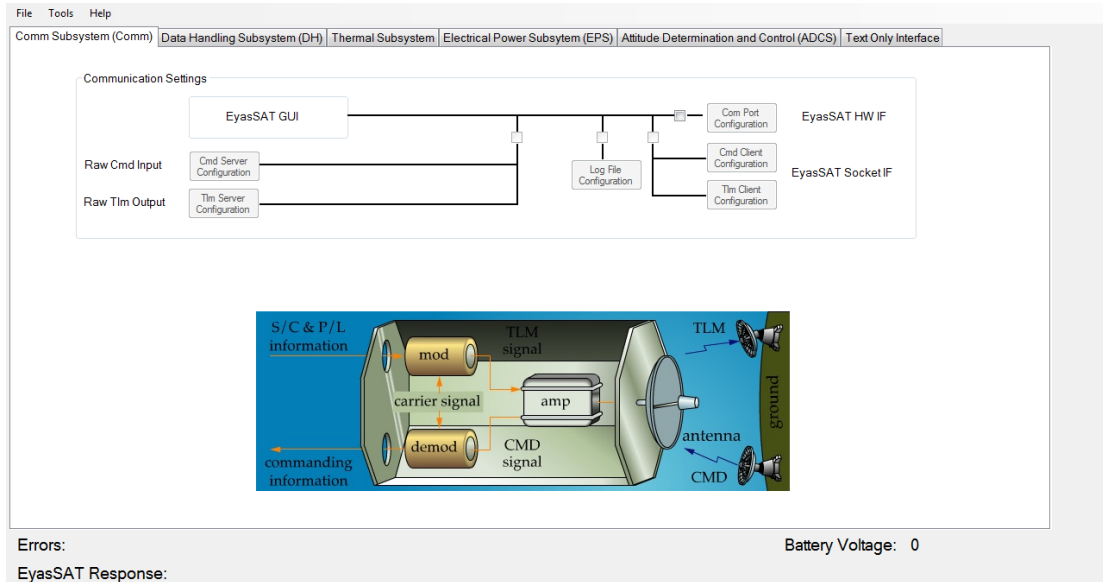 File Tools Help
Comm Subsystem (Comm) Data Handling Subsystem (DH) Thermal Subsystem Electrical Power Subsytem (EPS) Attitude Determination and Control (ADCS) Text Only Interface
Communication Settings
EyasSAT GUI
Com Port
Configuration
EyasSAT HW IF
Raw Cmd Input
Cmd Server
Configuration
Log File
Configuration
Cmd Client
Configuration
EyasSAT Socket IF
Raw Tlm Output
Tlm Server
Configuration
Tlm Client
Configuration
S/C & P/L
information
mod
TLM
signal
TLM
carrier signal
amp
ground
demod
CMD
signal
antenna
commanding
information
CMD
Errors:
Battery Voltage: 0
EyasSAT Response: